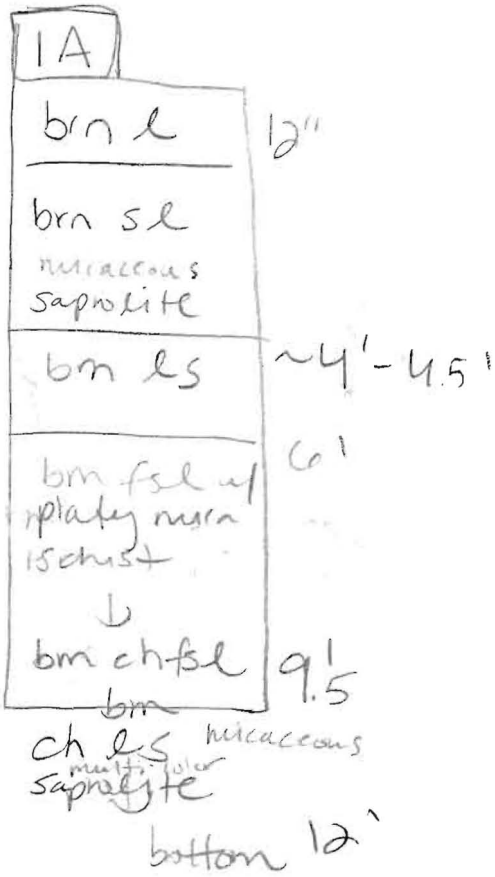 1A
brn l 12"
brn sl
micaceous
saprolite
brn ls ~4'-4.5'
6'
brn fsl w/
platy mica
schist
↓
brn chfsl 9.5'
brn
ch ls micaceous
multi color
saprolite
bottom 12'